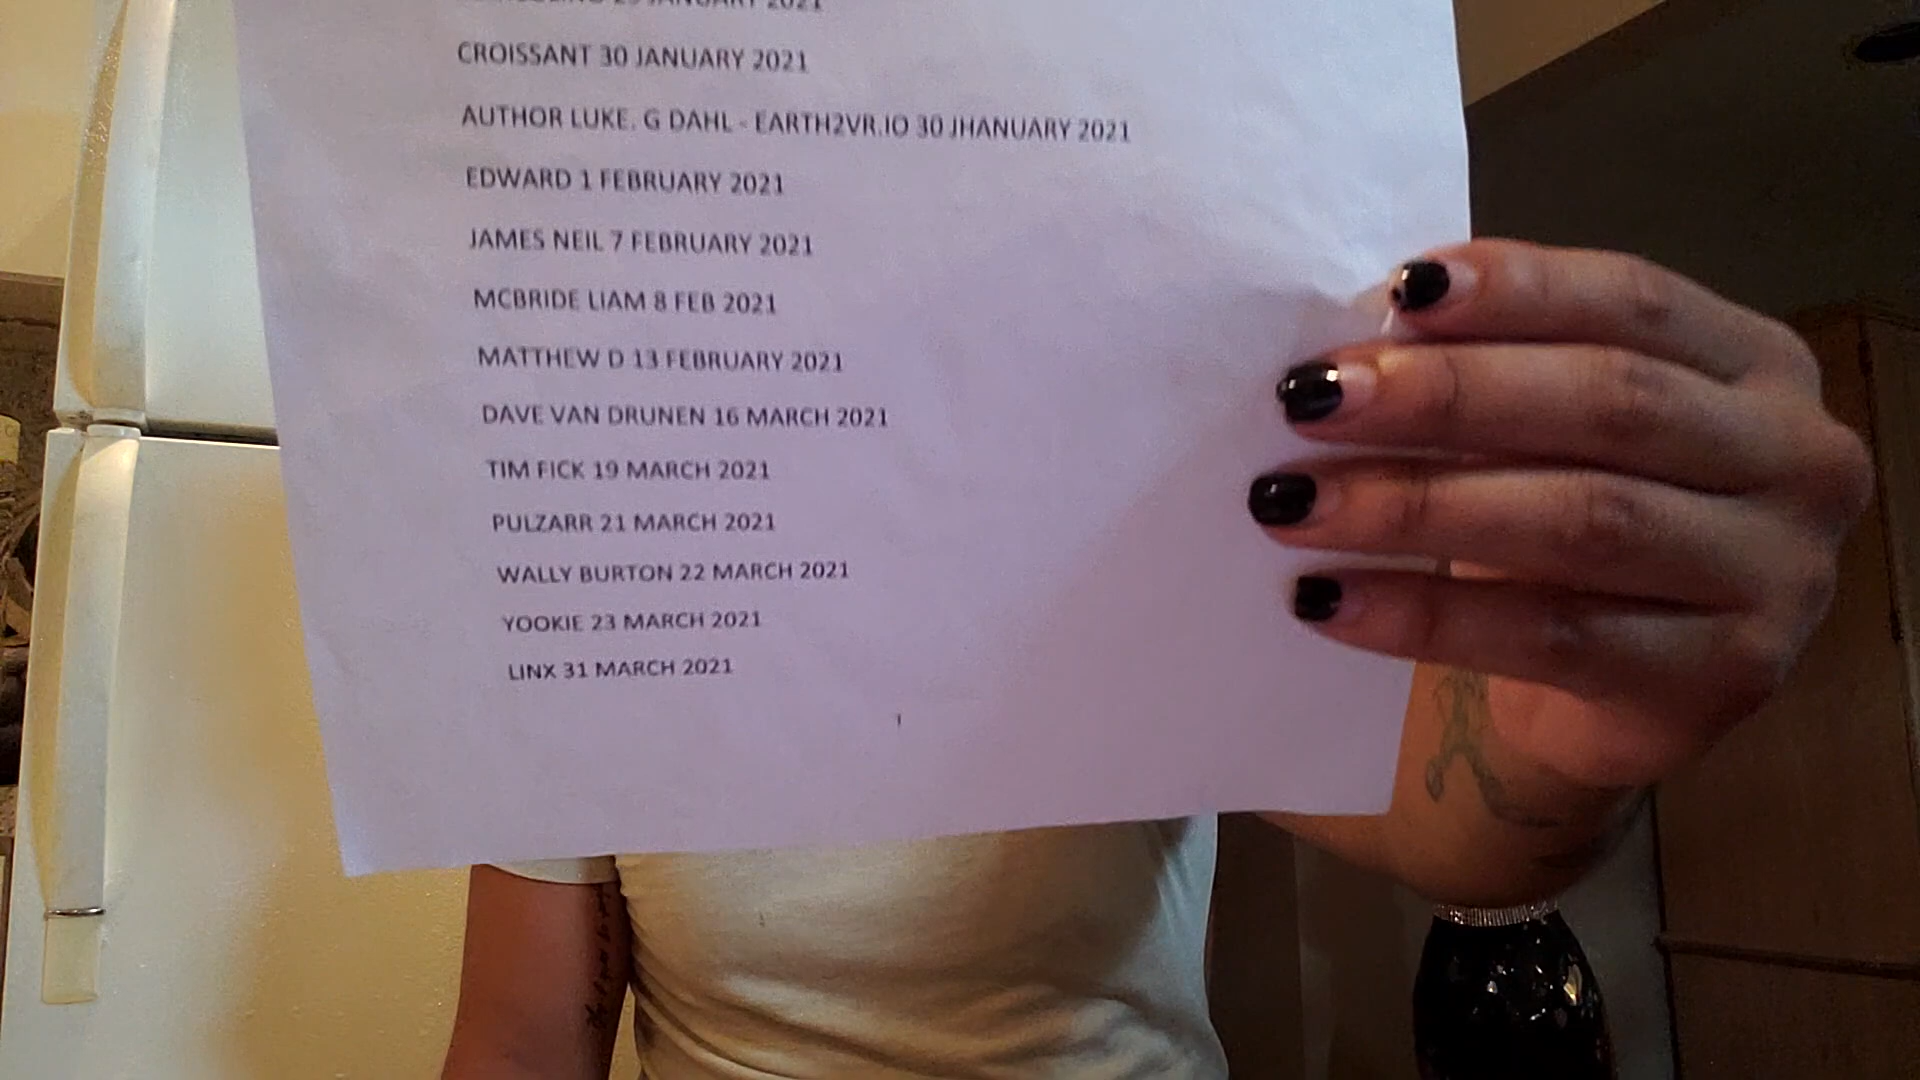 29 JANUARY 2021
CROISSANT 30 JANUARY 2021
AUTHOR LUKE. G DAHL - EARTH2VR.IO 30 JHANUARY 2021
EDWARD 1 FEBRUARY 2021
JAMES NEIL 7 FEBRUARY 2021
MCBRIDE LIAM 8 FEB 2021
MATTHEW D 13 FEBRUARY 2021
DAVE VAN DRUNEN 16 MARCH 2021
TIM FICK 19 MARCH 2021
PULZARR 21 MARCH 2021
WALLY BURTON 22 MARCH 2021
YOOKIE 23 MARCH 2021
LINX 31 MARCH 2021